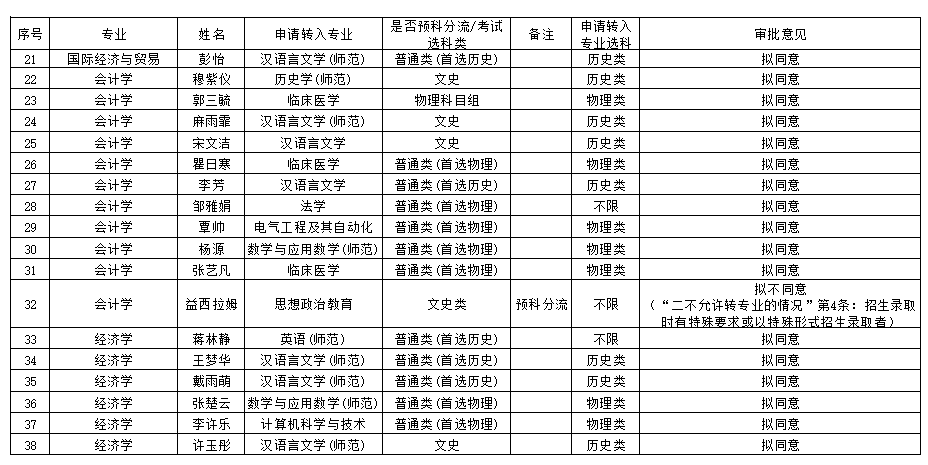 序号 专业 姓名 申请转入专业 是否预科分流/考试选科类 备注 申请转入专业选科 审批意见
21 国际经济与贸易 彭怡 汉语言文学(师范) 普通类(首选历史) 历史类 拟同意
22 会计学 穆紫仪 历史学(师范) 文史 历史类 拟同意
23 会计学 郭三毓 临床医学 物理科目组 物理类 拟同意
24 会计学 麻雨霏 汉语言文学(师范) 文史 历史类 拟同意
25 会计学 宋文洁 汉语言文学 文史 历史类 拟同意
26 会计学 瞿日寒 临床医学 普通类(首选物理) 物理类 拟同意
27 会计学 李芳 汉语言文学 普通类(首选历史) 历史类 拟同意
28 会计学 邹雅娟 法学 普通类(首选物理) 不限 拟同意
29 会计学 覃帅 电气工程及其自动化 普通类(首选物理) 物理类 拟同意
30 会计学 杨源 数学与应用数学(师范) 普通类(首选物理) 物理类 拟同意
31 会计学 张艺凡 临床医学 普通类(首选物理) 物理类 拟同意
32 会计学 益西拉姆 思想政治教育 文史类 预科分流 不限 拟不同意
（“二不允许转专业的情况”第4条：招生录取
时有特殊要求或以特殊形式招生录取者）
33 经济学 蒋林静 英语(师范) 普通类(首选历史) 不限 拟同意
34 经济学 王梦华 汉语言文学(师范) 普通类(首选历史) 历史类 拟同意
35 经济学 戴雨萌 汉语言文学(师范) 普通类(首选历史) 历史类 拟同意
36 经济学 张楚云 数学与应用数学(师范) 普通类(首选物理) 物理类 拟同意
37 经济学 李许乐 计算机科学与技术 普通类(首选物理) 物理类 拟同意
38 经济学 许玉彤 汉语言文学(师范) 文史 历史类 拟同意